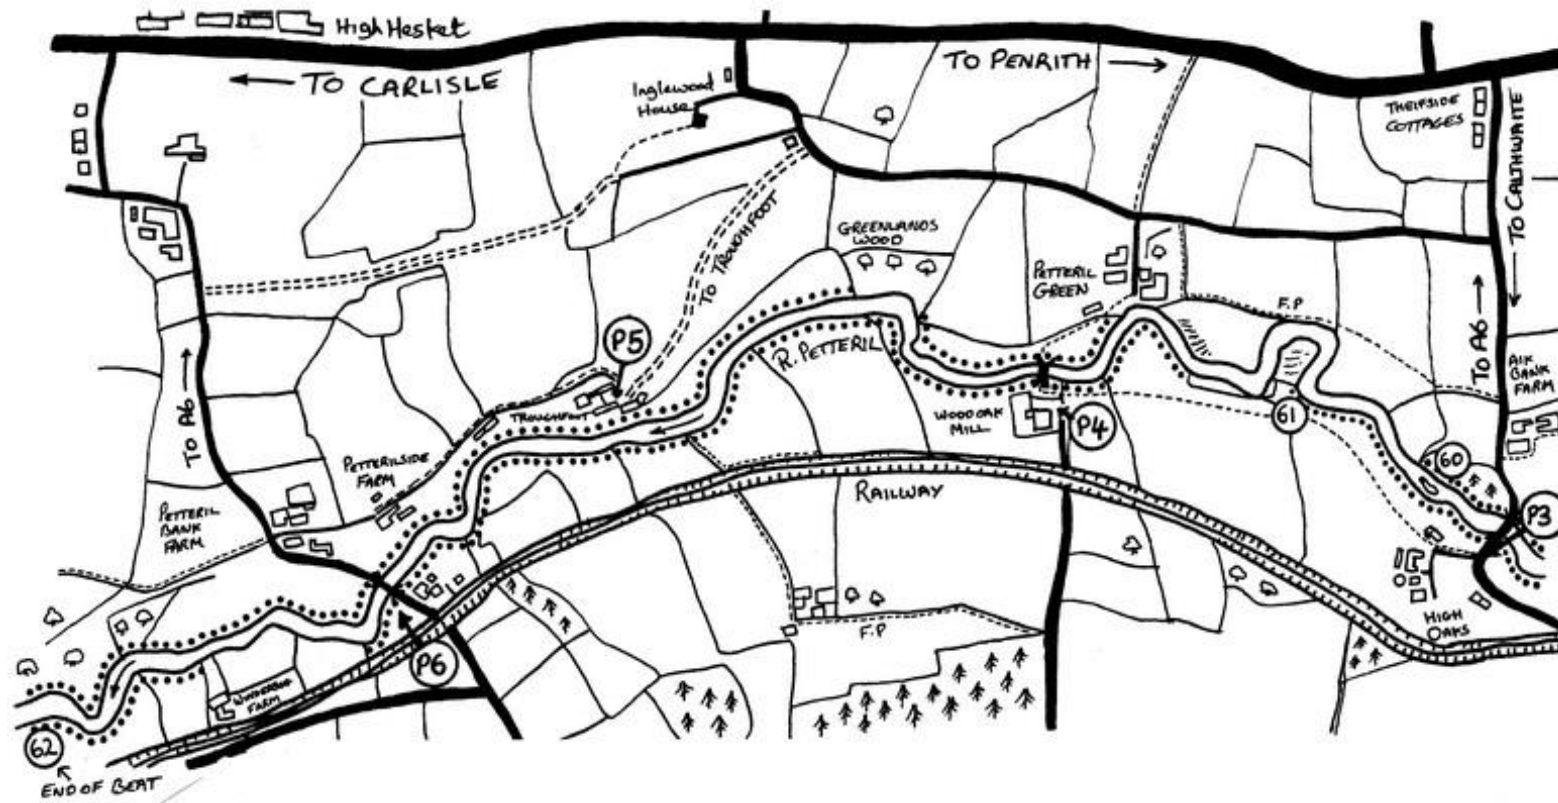 High Hesket
← TO CARLISLE
TO PENRITH →
Inglewood
House
THEIFSIDE
COTTAGES
TO CALTHWAITE
GREENLANDS
WOOD
TO TROUGHFOOT
PETTERIL
GREEN
F.P
P5
R. PETTERIL
TO A6
TO A6
AIK
BANK
FARM
TROUGHFOOT
WOODOAK
MILL
P4
61
60
PETTERILSIDE
FARM
RAILWAY
PETTERIL
BANK
FARM
P3
F.P
HIGH
OAKS
P6
FARM
62
END OF BEAT